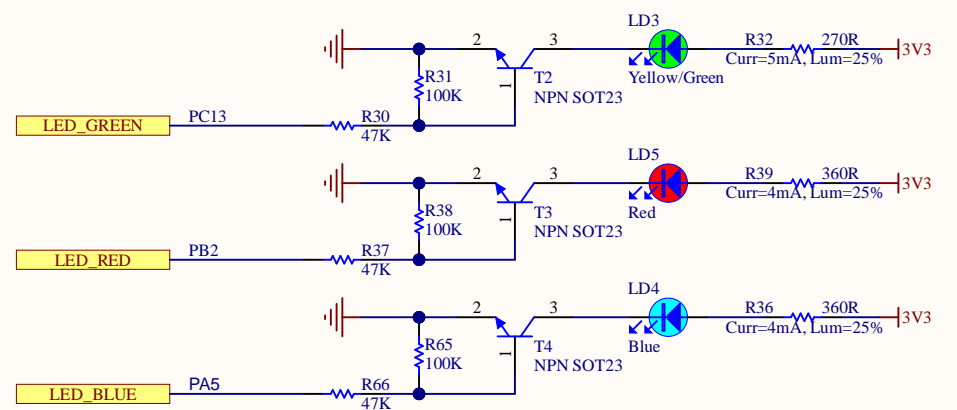 LD3
2
3
R32
270R
3V3
R31
100K
T2
Yellow/Green
Curr=5mA, Lum=25%
1
NPN SOT23
LED_GREEN
PC13
R30
47K
LD5
2
3
R39
360R
3V3
R38
100K
T3
Red
Curr=4mA, Lum=25%
1
NPN SOT23
LED_RED
PB2
R37
47K
LD4
2
3
R36
360R
3V3
R65
100K
T4
Blue
Curr=4mA, Lum=25%
1
NPN SOT23
LED_BLUE
PA5
R66
47K